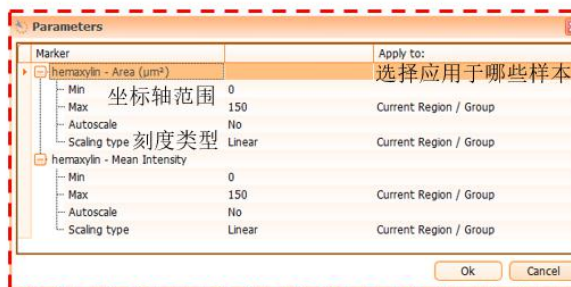 Parameters
Marker Apply to:
hemaxylin - Area (µm²) 选择应用于哪些样本
Min 0
坐标轴范围
Max 150 Current Region / Group
Autoscale No
Scaling type 刻度类型 Linear Current Region / Group
hemaxylin - Mean Intensity
Min 0
Max 150 Current Region / Group
Autoscale No
Scaling type Linear Current Region / Group
Ok Cancel